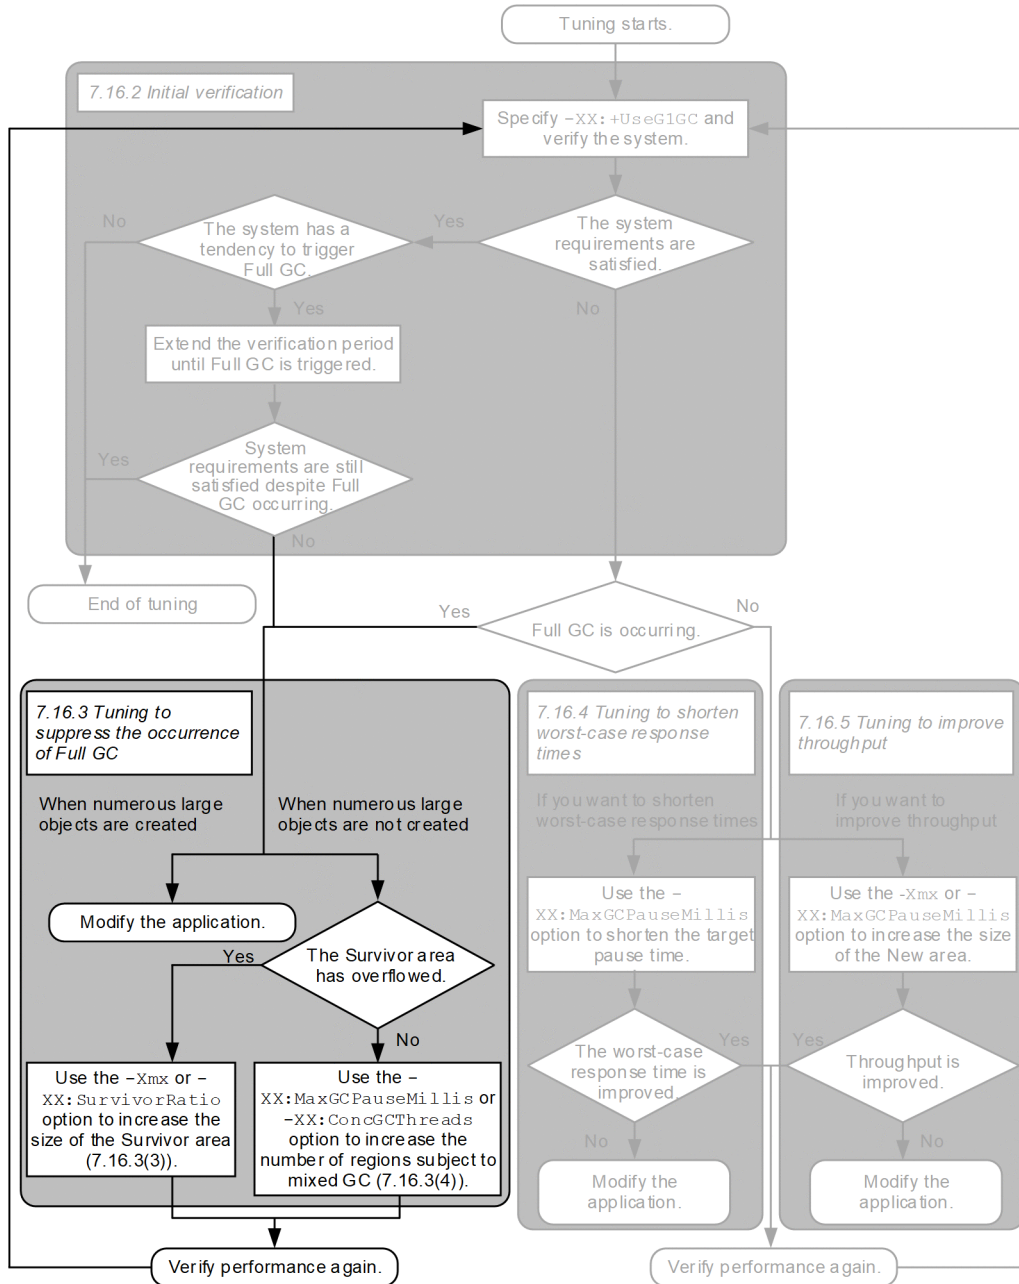 Tuning starts.
7.16.2 Initial verification
Specify –XX:+UseG1GC and
verify the system.
No
The system has a
tendency to trigger
Full GC.
Yes
The system
requirements are
satisfied.
Yes
No
Extend the verification period
until Full GC is triggered.
System
requirements are still
satisfied despite Full
GC occurring.
Yes
No
End of tuning
Yes
No
Full GC is occurring.
7.16.3 Tuning to
suppress the occurrence
of Full GC
When numerous large
objects are created
When numerous large
objects are not created
Modify the application.
Yes
The Survivor area
has overflowed.
No
Use the –Xmx or –
XX:SurvivorRatio
option to increase the
size of the Survivor area
(7.16.3(3)).
Use the –
XX:MaxGCPauseMillis or
–XX:ConcGCThreads
option to increase the
number of regions subject to
mixed GC (7.16.3(4)).
Verify performance again.
7.16.4 Tuning to shorten
worst-case response
times
If you want to shorten
worst-case response times
Use the –
XX:MaxGCPauseMillis
option to shorten the target
pause time.
The worst-case
response time is
improved.
Yes
No
Modify the
application.
7.16.5 Tuning to improve
throughput
If you want to
improve throughput
Use the -Xmx or –
XX:MaxGCPauseMillis
option to increase the size
of the New area.
Yes
Throughput is
improved.
No
Modify the
application.
Verify performance again.